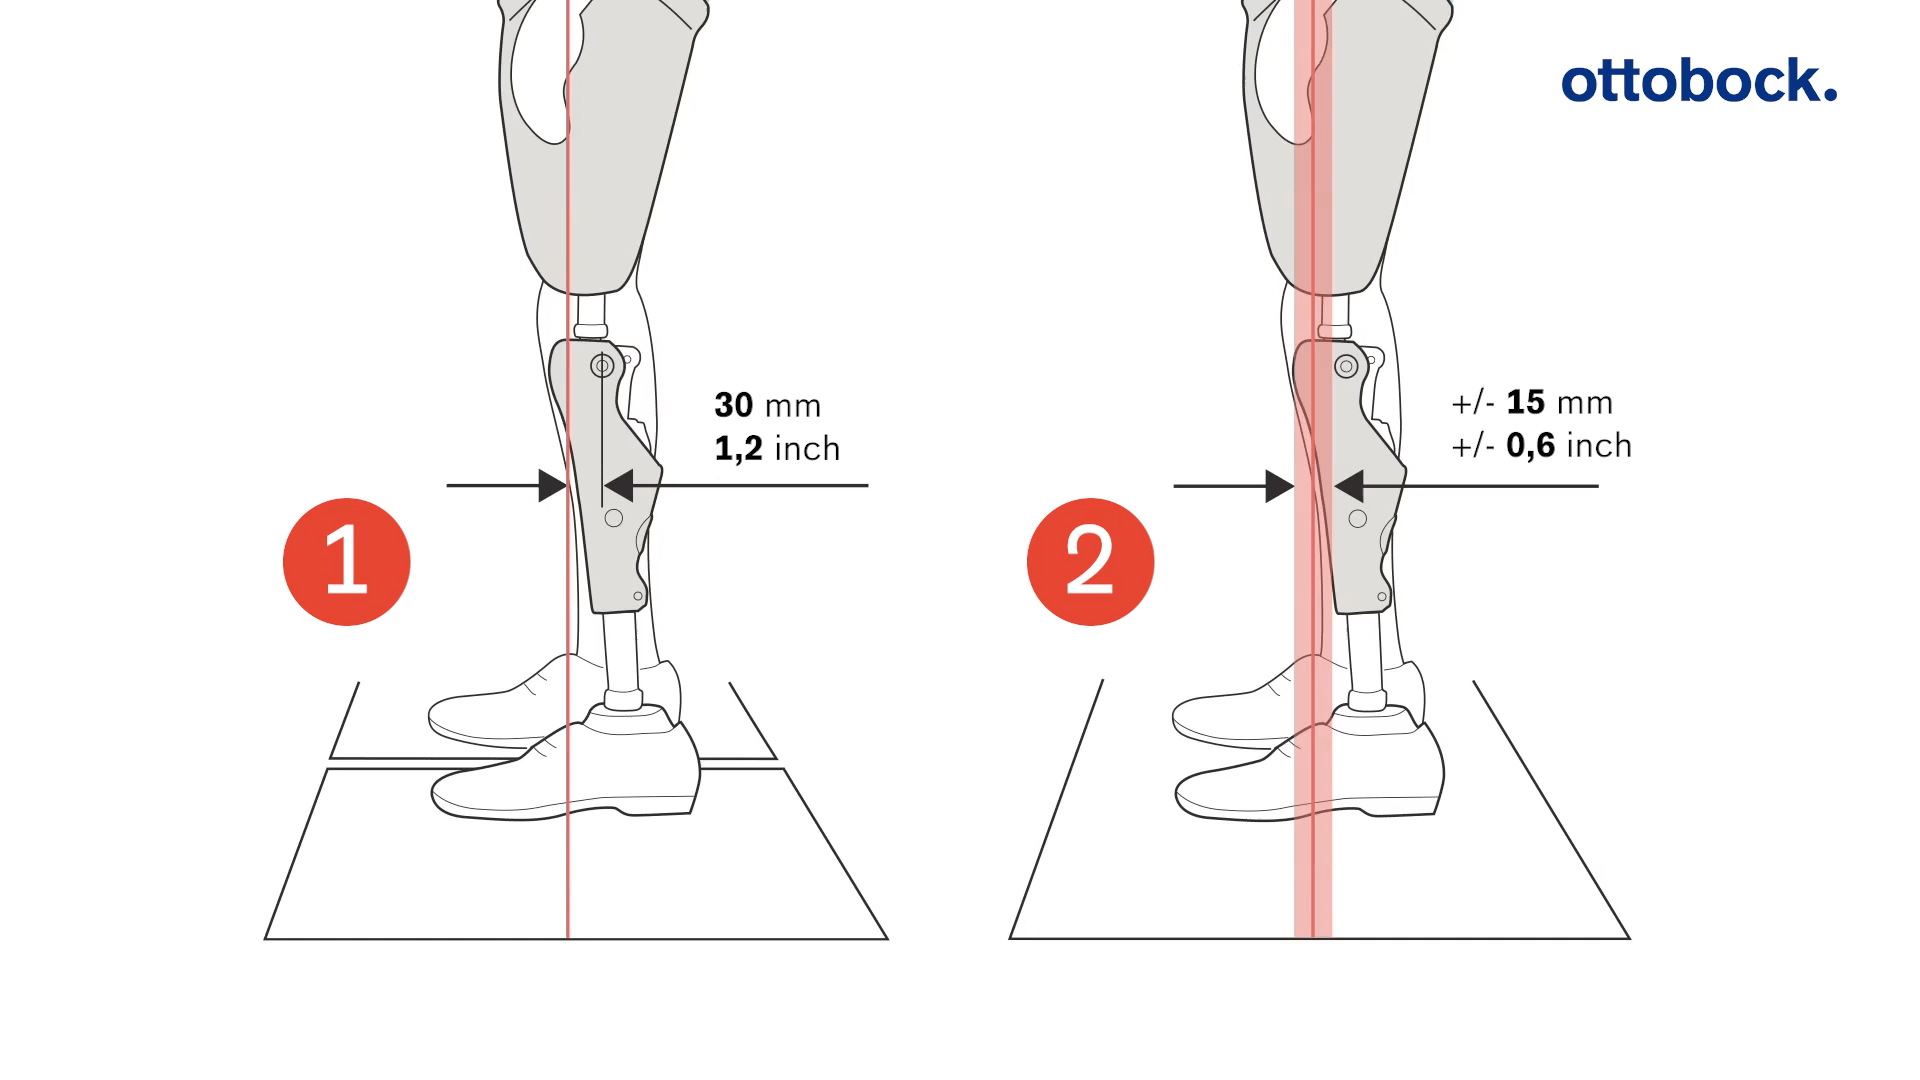 ottobock.
30 mm
1,2 inch
+/- 15 mm
+/- 0,6 inch
1
2